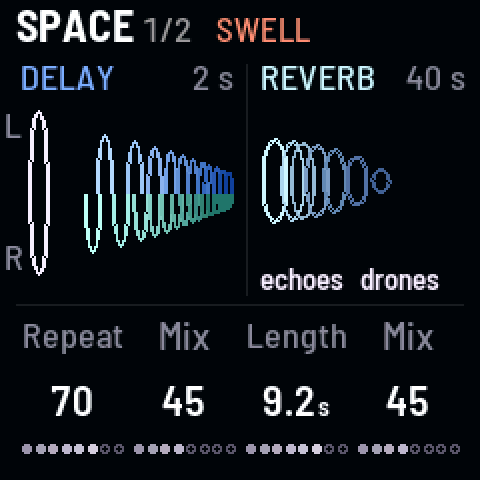 SPACE 1/2 SWELL
DELAY 2 s REVERB 40 s
L
R
echoes drones
Repeat Mix Length Mix
70 45 9.2s 45